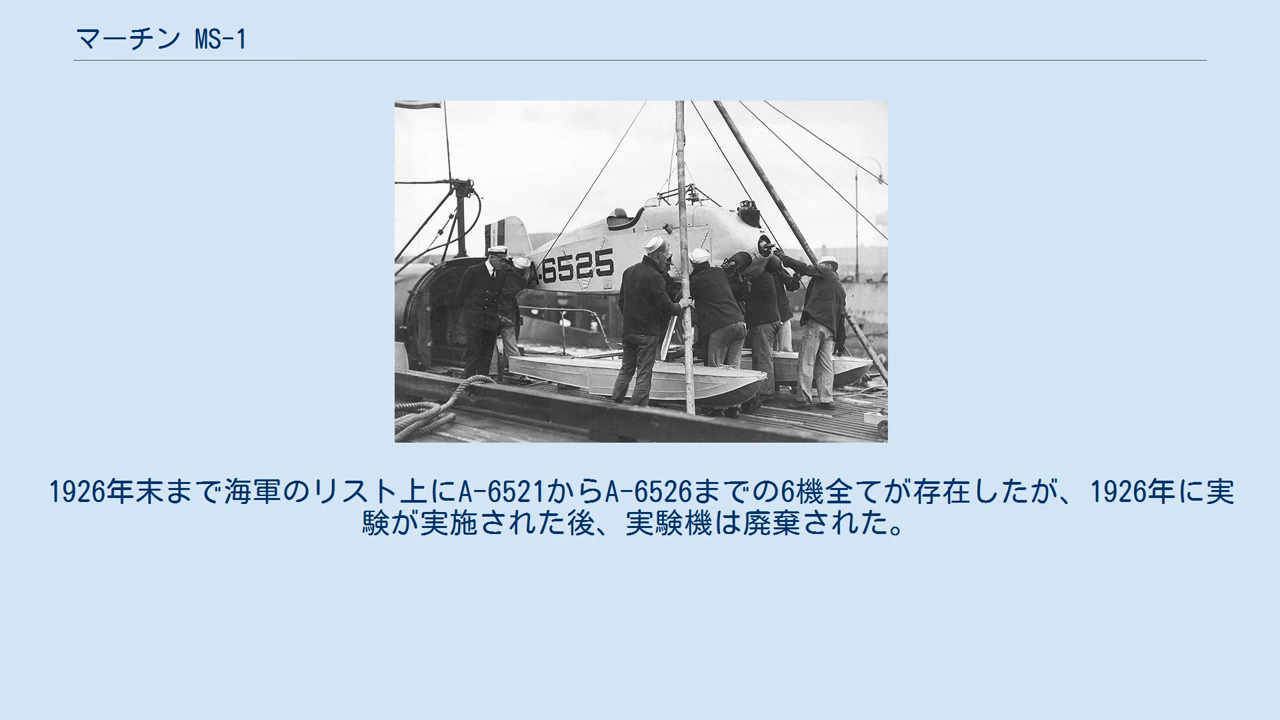 マーチン MS-1
A-6525
1926年末まで海軍のリスト上にA-6521からA-6526までの6機全てが存在したが、1926年に実
験が実施された後、実験機は廃棄された。